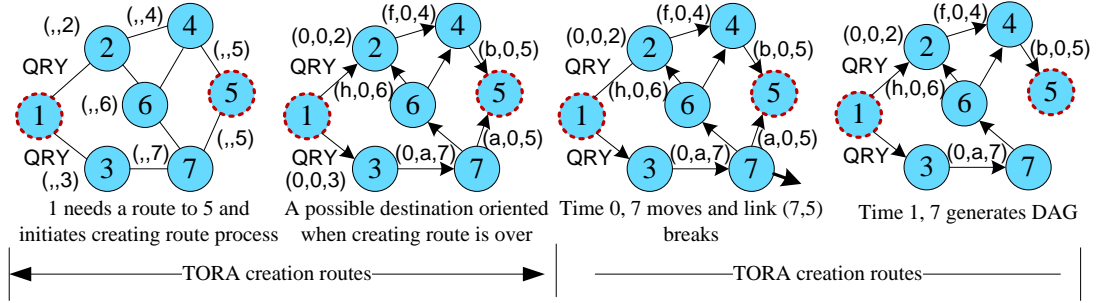 (,,2)
(,,4)
QRY
2
4
(,,5)
1
(,,6)
6
5
QRY
(,,3)
3
(,,7)
7
(,,5)
1 needs a route to 5 and
initiates creating route process
(0,0,2)
(f,0,4)
QRY
2
4
(b,0,5)
1
(h,0,6)
6
5
QRY
(0,0,3)
3
(0,a,7)
7
(a,0,5)
A possible destination oriented
when creating route is over
TORA creation routes
(0,0,2)
(f,0,4)
QRY
2
4
(b,0,5)
1
(h,0,6)
6
5
QRY
3
(0,a,7)
7
(a,0,5)
Time 0, 7 moves and link (7,5)
breaks
(0,0,2)
(f,0,4)
QRY
2
4
(b,0,5)
1
(h,0,6)
6
5
QRY
3
(0,a,7)
7
Time 1, 7 generates DAG
TORA creation routes